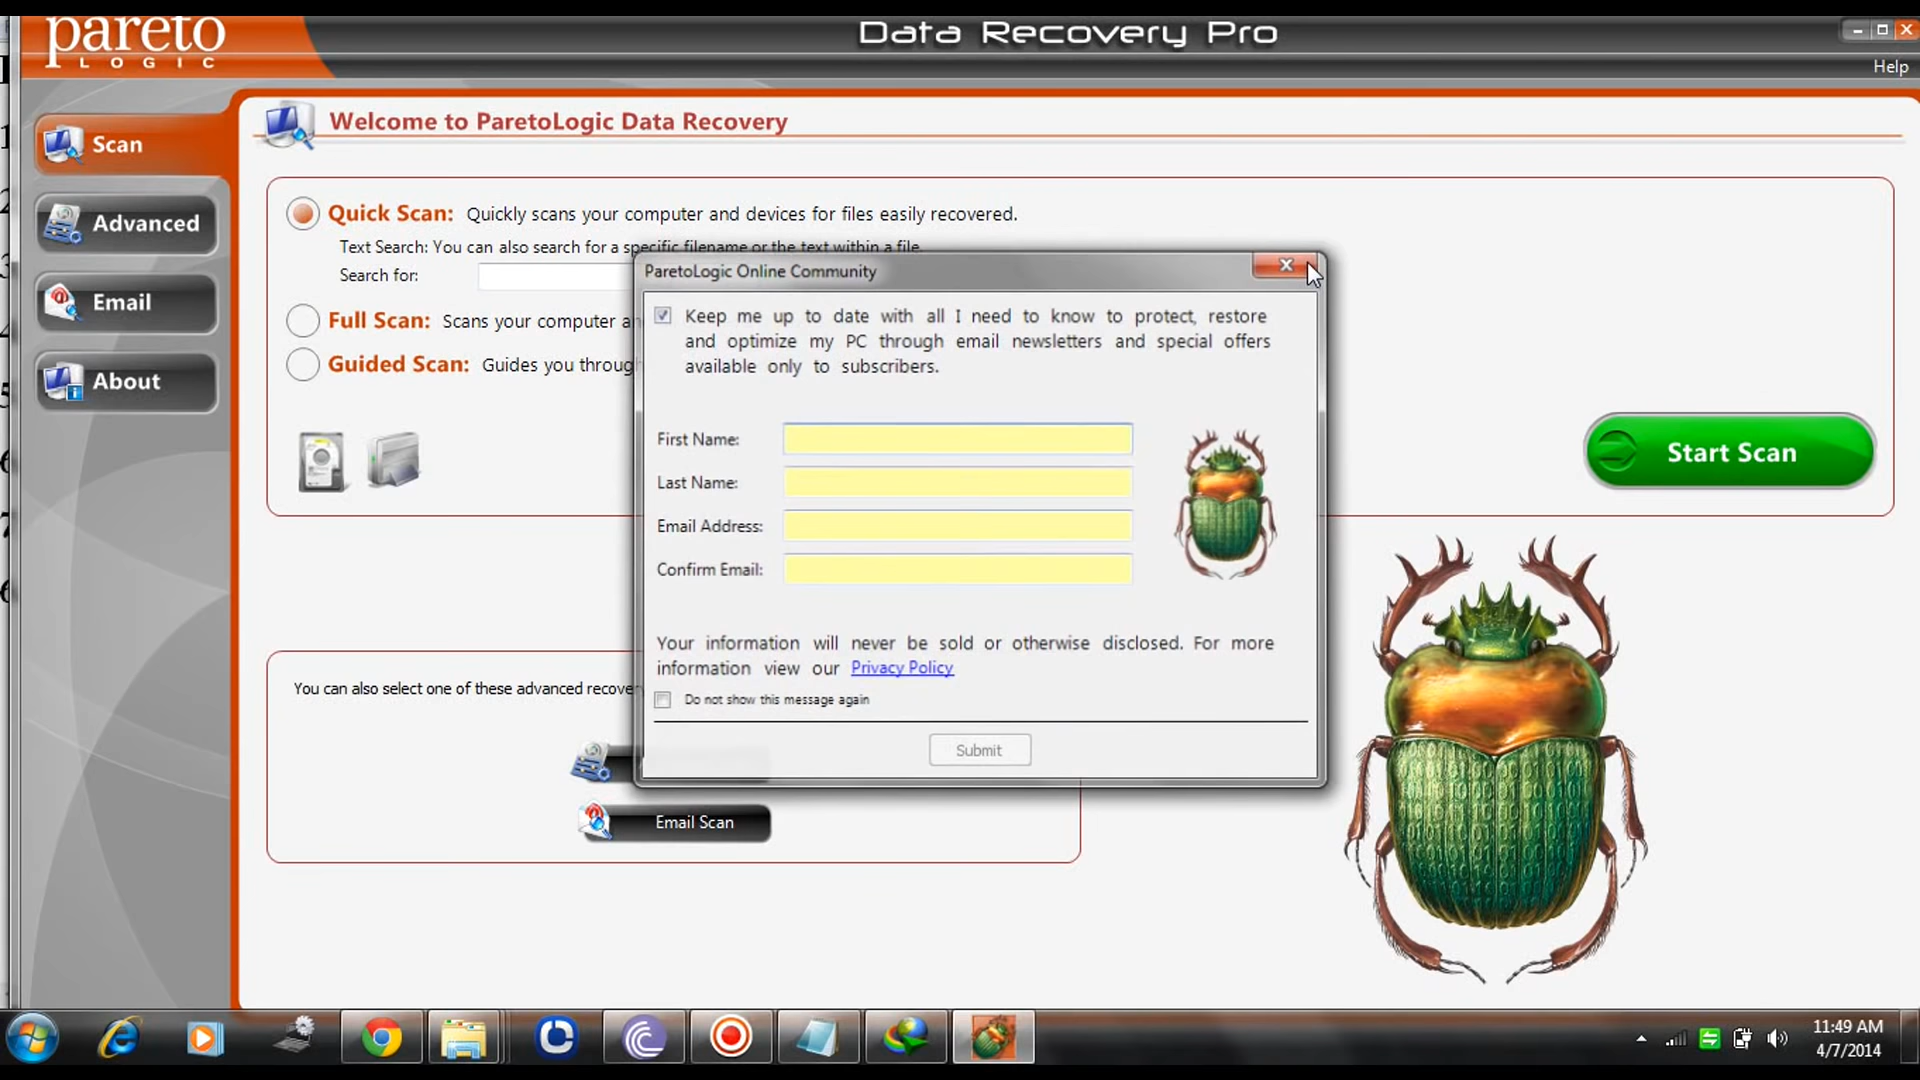 pareto
LOGIC
Data Recovery Pro
Help
Scan
Advanced
Email
About
Welcome to ParetoLogic Data Recovery
Quick Scan: Quickly scans your computer and devices for files easily recovered.
Text Search: You can also search for a specific filename or the text within a file.
Search for:
Full Scan: Scans your computer
Guided Scan: Guides you through
Start Scan
ParetoLogic Online Community
Keep me up to date with all I need to know to protect, restore
and optimize my PC through email newsletters and special offers
available only to subscribers.
First Name:
Last Name:
Email Address:
Confirm Email:
Your information will never be sold or otherwise disclosed. For more
information view our Privacy Policy
Do not show this message again
Submit
You can also select one of these advanced
Email Scan
11:49 AM
4/7/2014